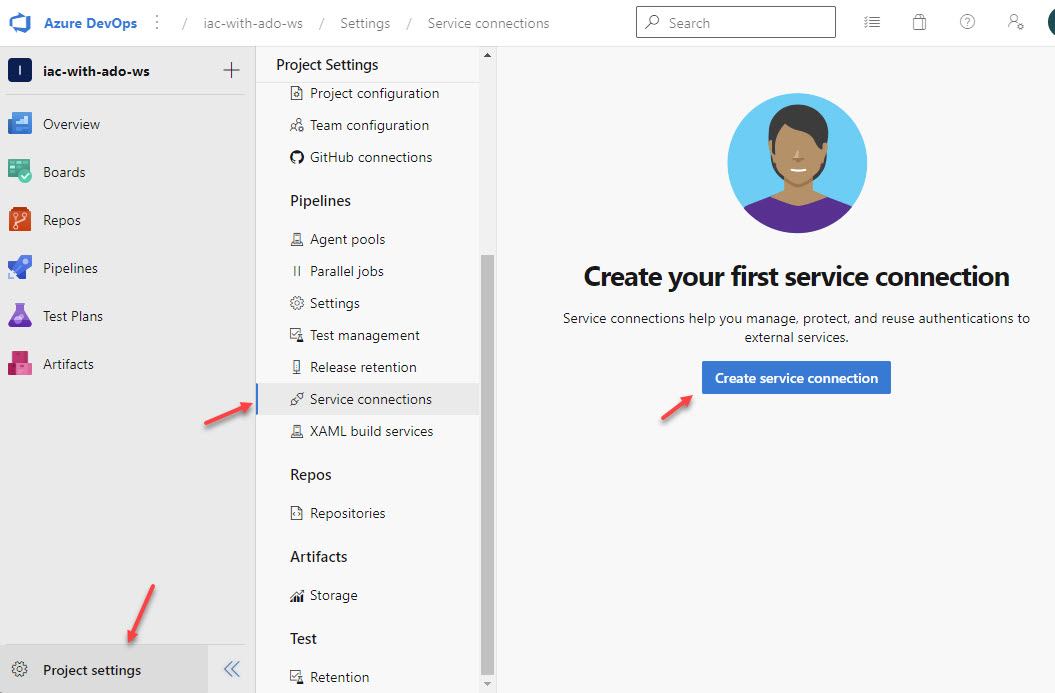 Azure DevOps / iac-with-ado-ws / Settings / Service connections
Search
I iac-with-ado-ws
Overview
Boards
Repos
Pipelines
Test Plans
Artifacts
Project settings
Project Settings
Project configuration
Team configuration
GitHub connections
Pipelines
Agent pools
Parallel jobs
Settings
Test management
Release retention
Service connections
XAML build services
Repos
Repositories
Artifacts
Storage
Test
Retention
Create your first service connection
Service connections help you manage, protect, and reuse authentications to
external services.
Create service connection